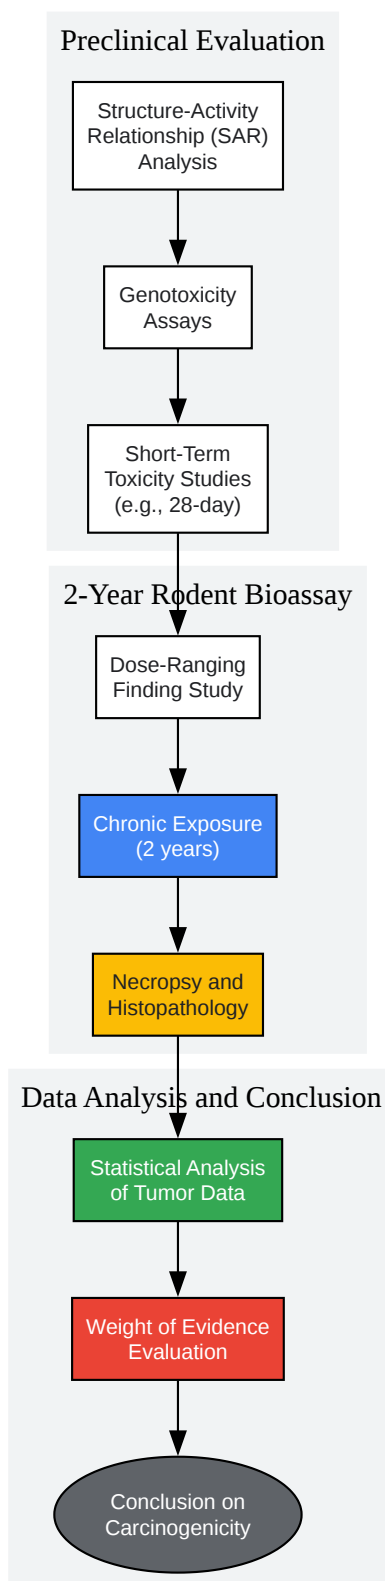 Preclinical Evaluation
Structure-Activity
Relationship (SAR)
Analysis
Genotoxicity
Assays
Short-Term
Toxicity Studies
(e.g., 28-day)
2-Year Rodent Bioassay
Dose-Ranging
Finding Study
Chronic Exposure
(2 years)
Necropsy and
Histopathology
Data Analysis and Conclusion
Statistical Analysis
of Tumor Data
Weight of Evidence
Evaluation
Conclusion on
Carcinogenicity